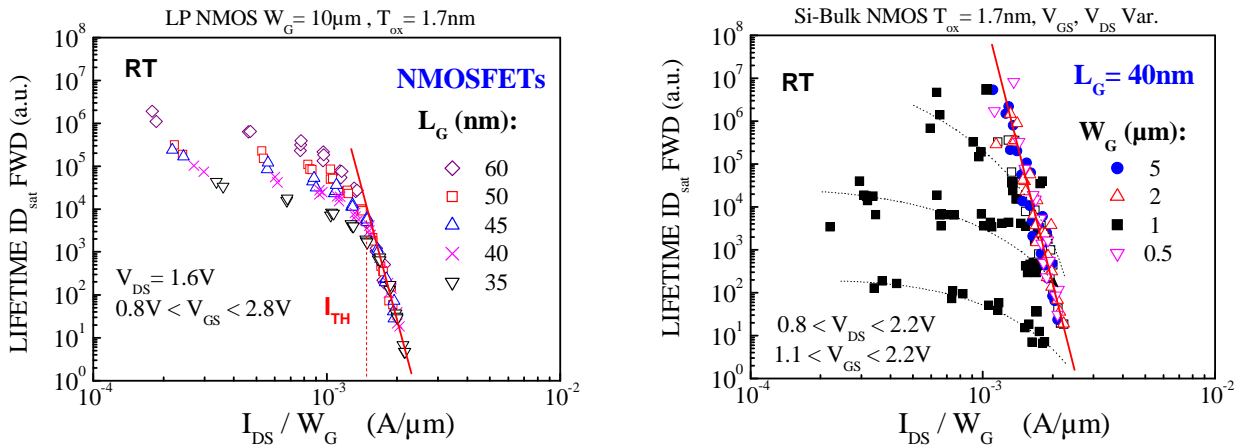 LP NMOS W_G = 10µm , T_ox = 1.7nm
10^8
10^7
10^6
10^5
10^4
10^3
10^2
10^1
10^0
LIFETIME ID_sat FWD (a.u.)
RT
NMOSFETs
L_G (nm):
60
50
45
40
35
V_DS = 1.6V
0.8V < V_GS < 2.8V
I_TH
10^-4
10^-3
10^-2
I_DS / W_G (A/µm)
Si-Bulk NMOS T_ox = 1.7nm, V_GS, V_DS Var.
10^8
10^7
10^6
10^5
10^4
10^3
10^2
10^1
10^0
LIFETIME ID_sat FWD (a.u.)
RT
L_G = 40nm
W_G (µm):
5
2
1
0.5
0.8 < V_DS < 2.2V
1.1 < V_GS < 2.2V
10^-4
10^-3
10^-2
I_DS / W_G (A/µm)